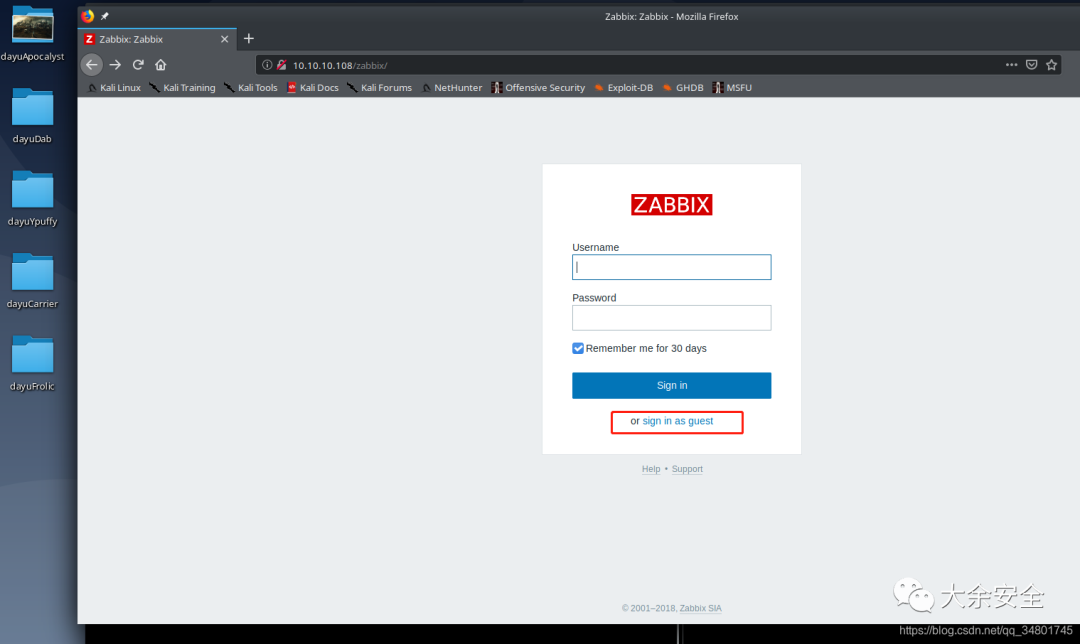 dayuApocalyst
dayuDab
dayuYpuffy
dayuCarrier
dayuFrolic
Zabbix: Zabbix - Mozilla Firefox
Z Zabbix: Zabbix
10.10.10.108/zabbix/
Kali Linux Kali Training Kali Tools Kali Docs Kali Forums NetHunter Offensive Security Exploit-DB GHDB MSFU
ZABBIX
Username
Password
Remember me for 30 days
Sign in
or sign in as guest
Help • Support
© 2001–2018, Zabbix SIA
大余安全
https://blog.csdn.net/qq_34801745